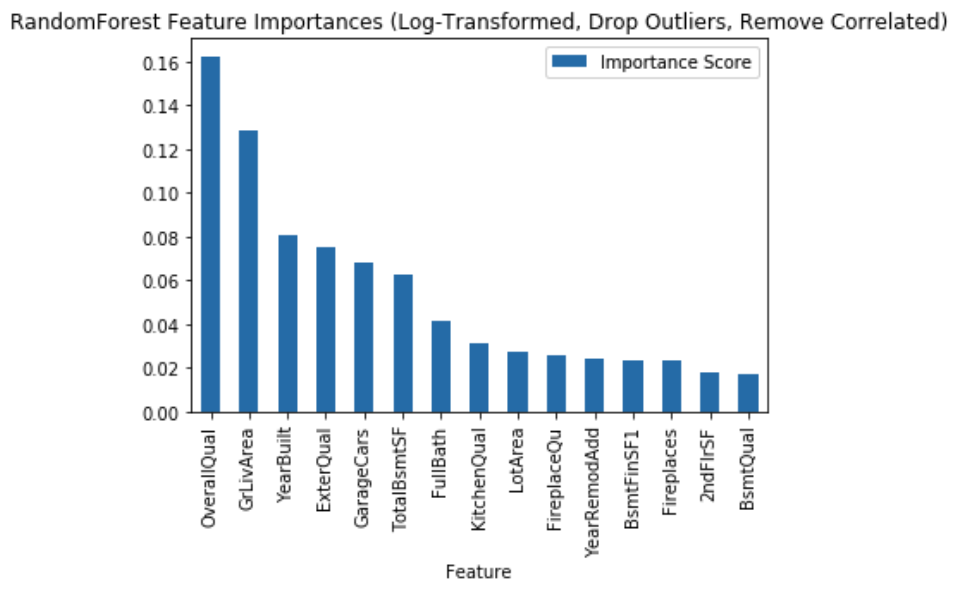 RandomForest Feature Importances (Log-Transformed, Drop Outliers, Remove Correlated)
Importance Score
0.16
0.14
0.12
0.10
0.08
0.06
0.04
0.02
0.00
OverallQual
GrLivArea
YearBuilt
ExterQual
GarageCars
TotalBsmtSF
FullBath
KitchenQual
LotArea
FireplaceQu
YearRemodAdd
BsmtFinSF1
Fireplaces
2ndFlrSF
BsmtQual
Feature